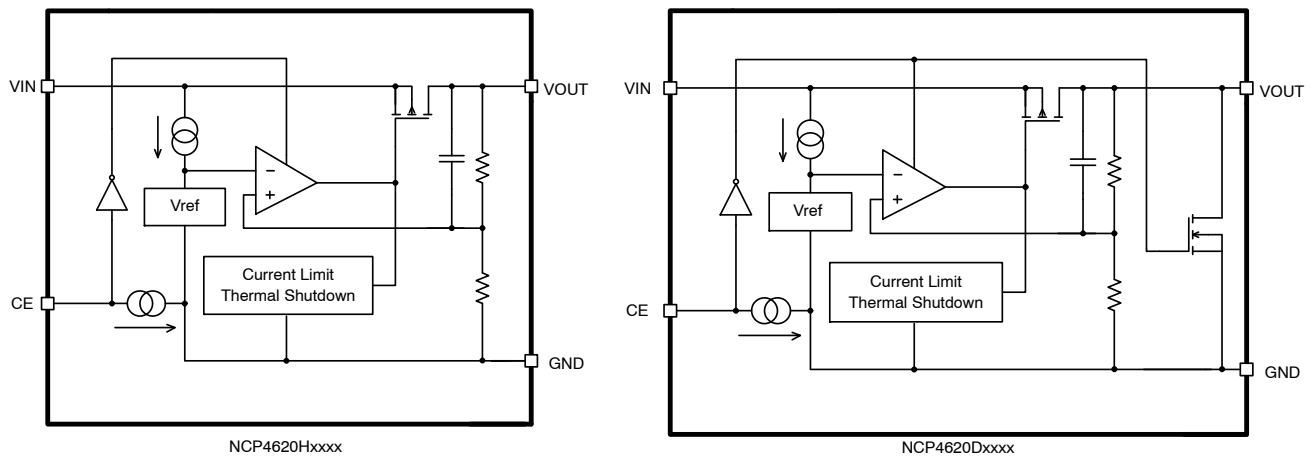 VIN
VOUT
−
+
Vref
Current Limit
Thermal Shutdown
CE
GND
NCP4620Hxxxx
VIN
VOUT
−
+
Vref
Current Limit
Thermal Shutdown
CE
GND
NCP4620Dxxxx